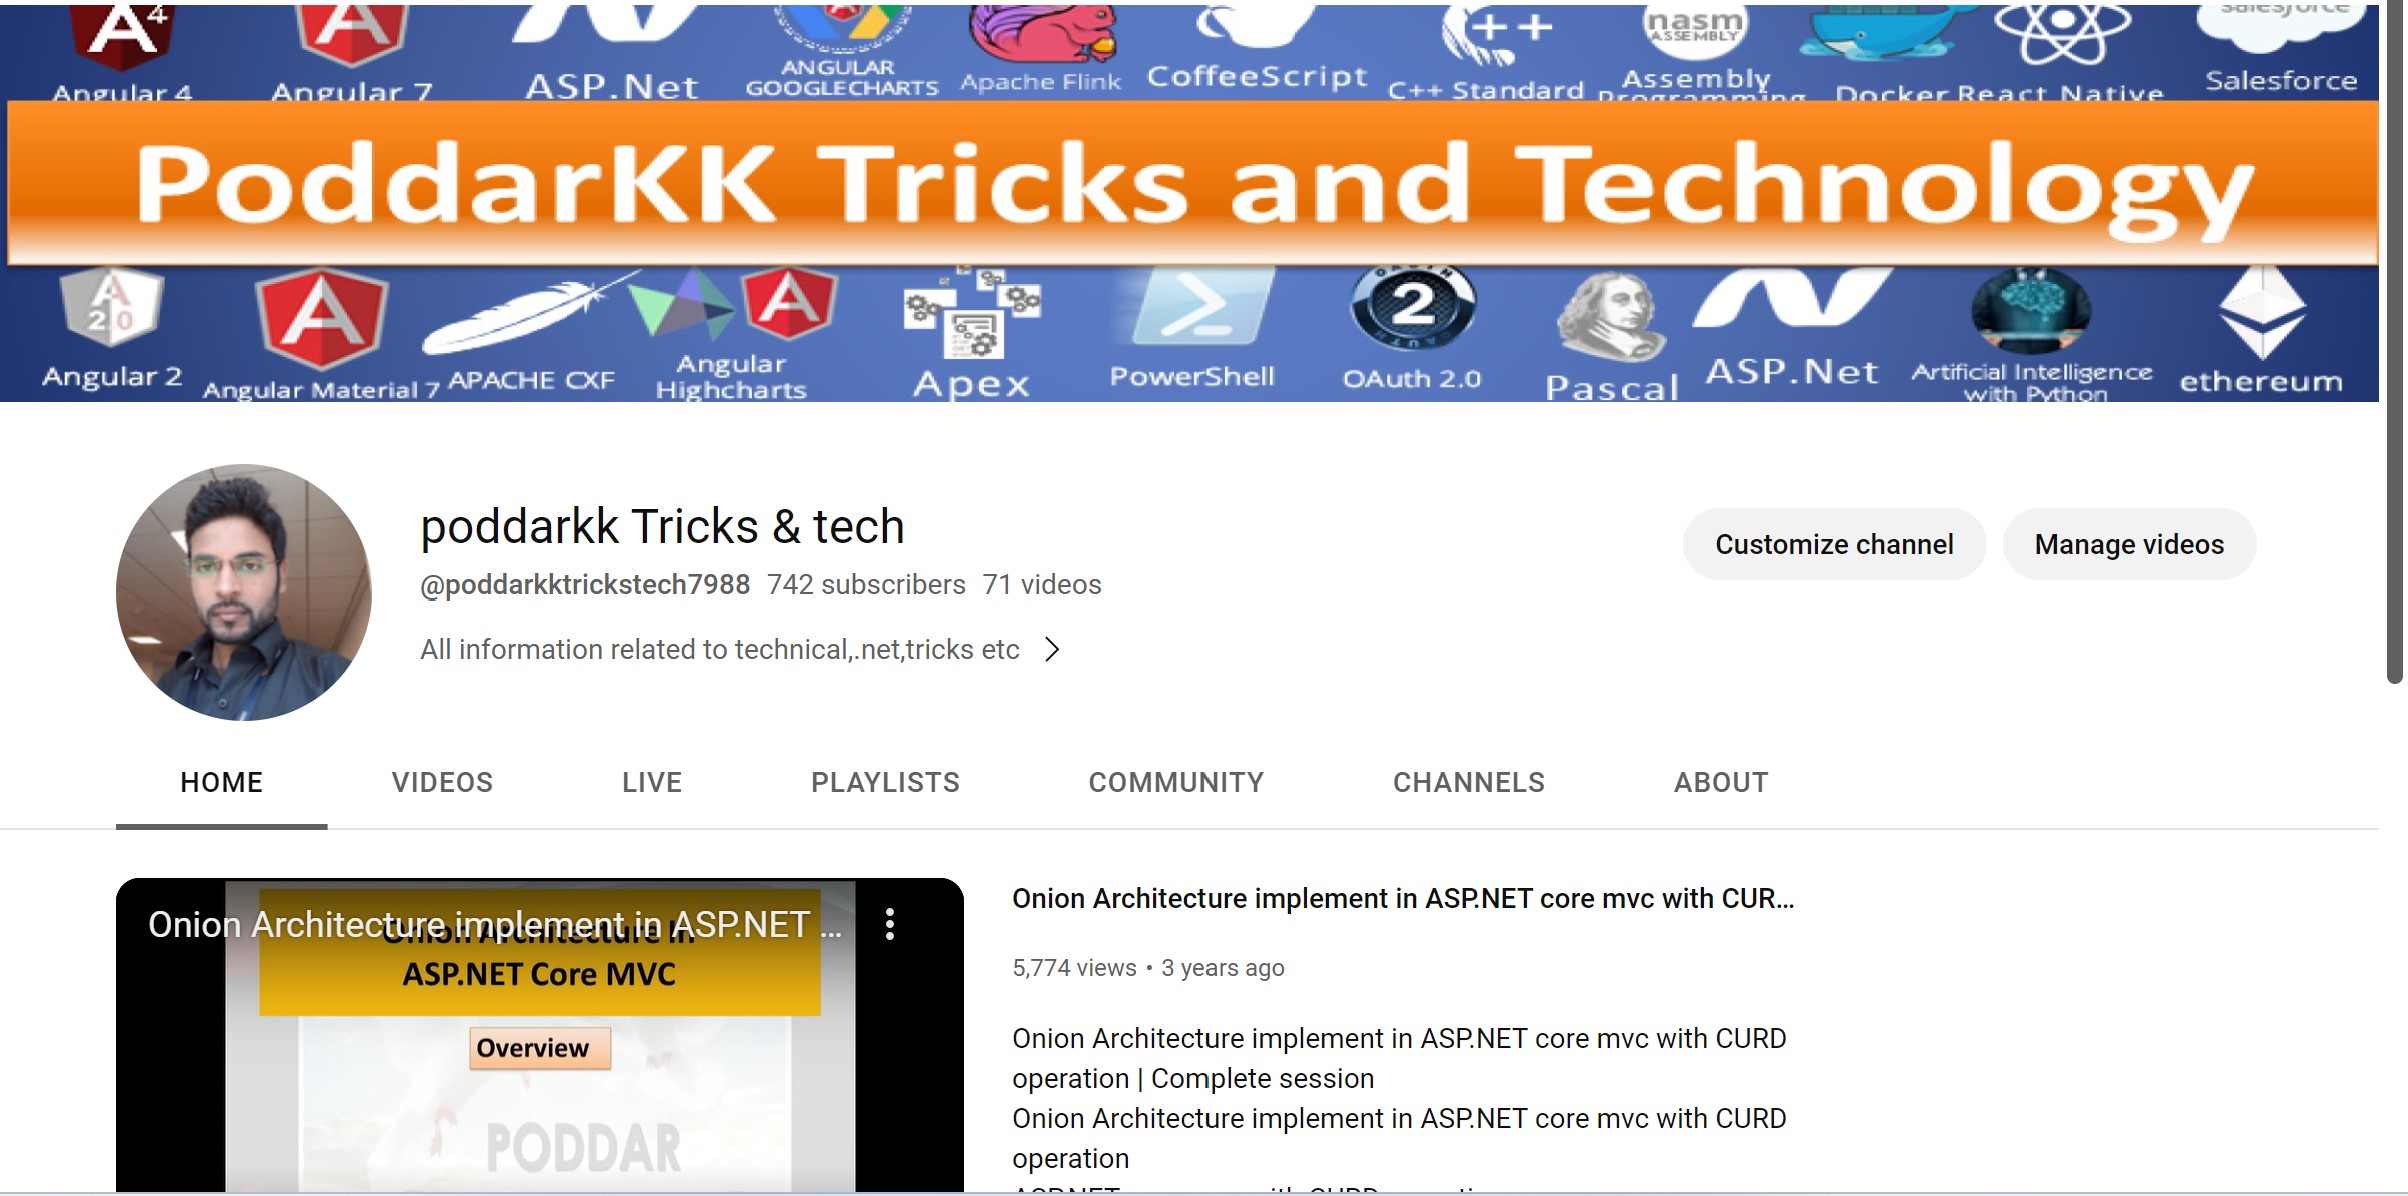 4
salesforce
nasm
ASSEMBLY
++
Angular 4
Angular 7
ASP.Net
ANGULAR
GOOGLECHARTS
Apache Flink
CoffeeScript
C++ Standard
Assembly
Programming
Docker
React Native
Salesforce
PoddarKK Tricks and Technology
2.0
2
Angular 2
Angular Material 7
APACHE CXF
Angular
Highcharts
Apex
PowerShell
OAuth 2.0
Pascal
ASP.Net
Artificial Intelligence
with Python
ethereum
poddarkk Tricks & tech
@poddarkktrickstech7988 742 subscribers 71 videos
All information related to technical,.net,tricks etc
Customize channel
Manage videos
HOME VIDEOS LIVE PLAYLISTS COMMUNITY CHANNELS ABOUT
Onion Architecture implement in ASP.NET ...
Onion Architecture in
ASP.NET Core MVC
Overview
PODDAR
Onion Architecture implement in ASP.NET core mvc with CUR...
5,774 views • 3 years ago
Onion Architecture implement in ASP.NET core mvc with CURD
operation | Complete session
Onion Architecture implement in ASP.NET core mvc with CURD
operation